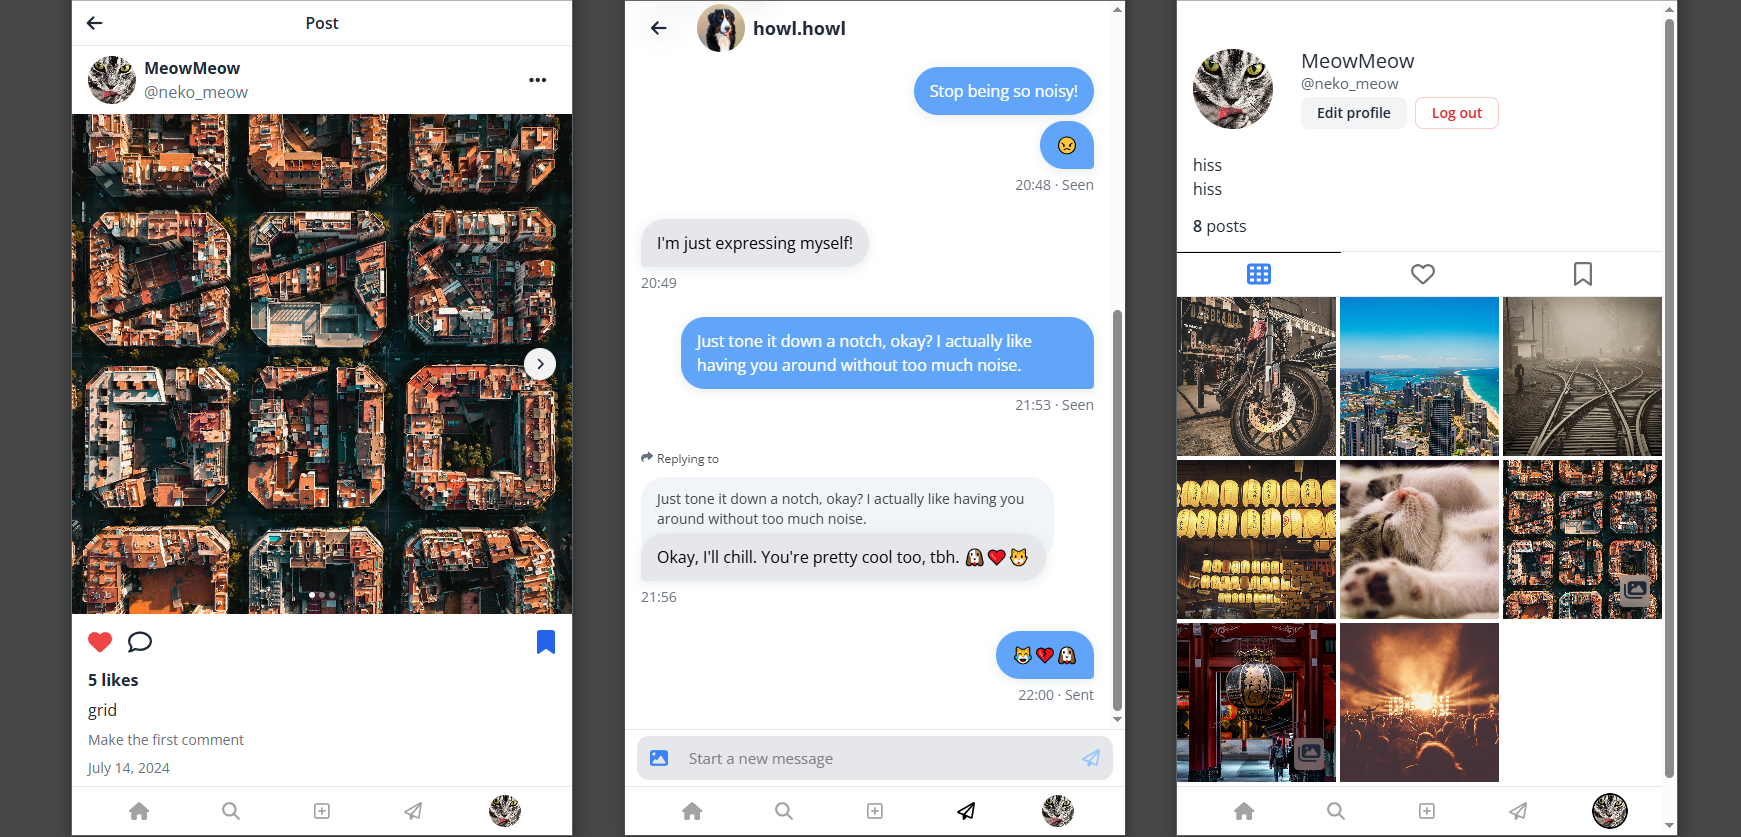 Post
MeowMeow
@neko_meow
5 likes
grid
Make the first comment
July 14, 2024
howl.howl
Stop being so noisy!
😠
20:48 · Seen
I'm just expressing myself!
20:49
Just tone it down a notch, okay? I actually like
having you around without too much noise.
21:53 · Seen
Replying to
Just tone it down a notch, okay? I actually like having you
around without too much noise.
Okay, I'll chill. You're pretty cool too, tbh. 🐶❤️🐱
21:56
😹💔🐶
22:00 · Sent
Start a new message
MeowMeow
@neko_meow
Edit profile
Log out
hiss
hiss
8 posts